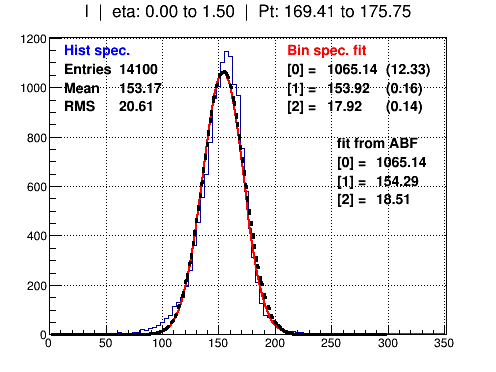 I | eta: 0.00 to 1.50 | Pt: 169.41 to 175.75
Hist spec.
Entries 14100
Mean 153.17
RMS 20.61
Bin spec. fit
[0] = 1065.14 (12.33)
[1] = 153.92 (0.16)
[2] = 17.92 (0.14)
fit from ABF
[0] = 1065.14
[1] = 154.29
[2] = 18.51
1200
1000
800
600
400
200
0
0 50 100 150 200 250 300 350